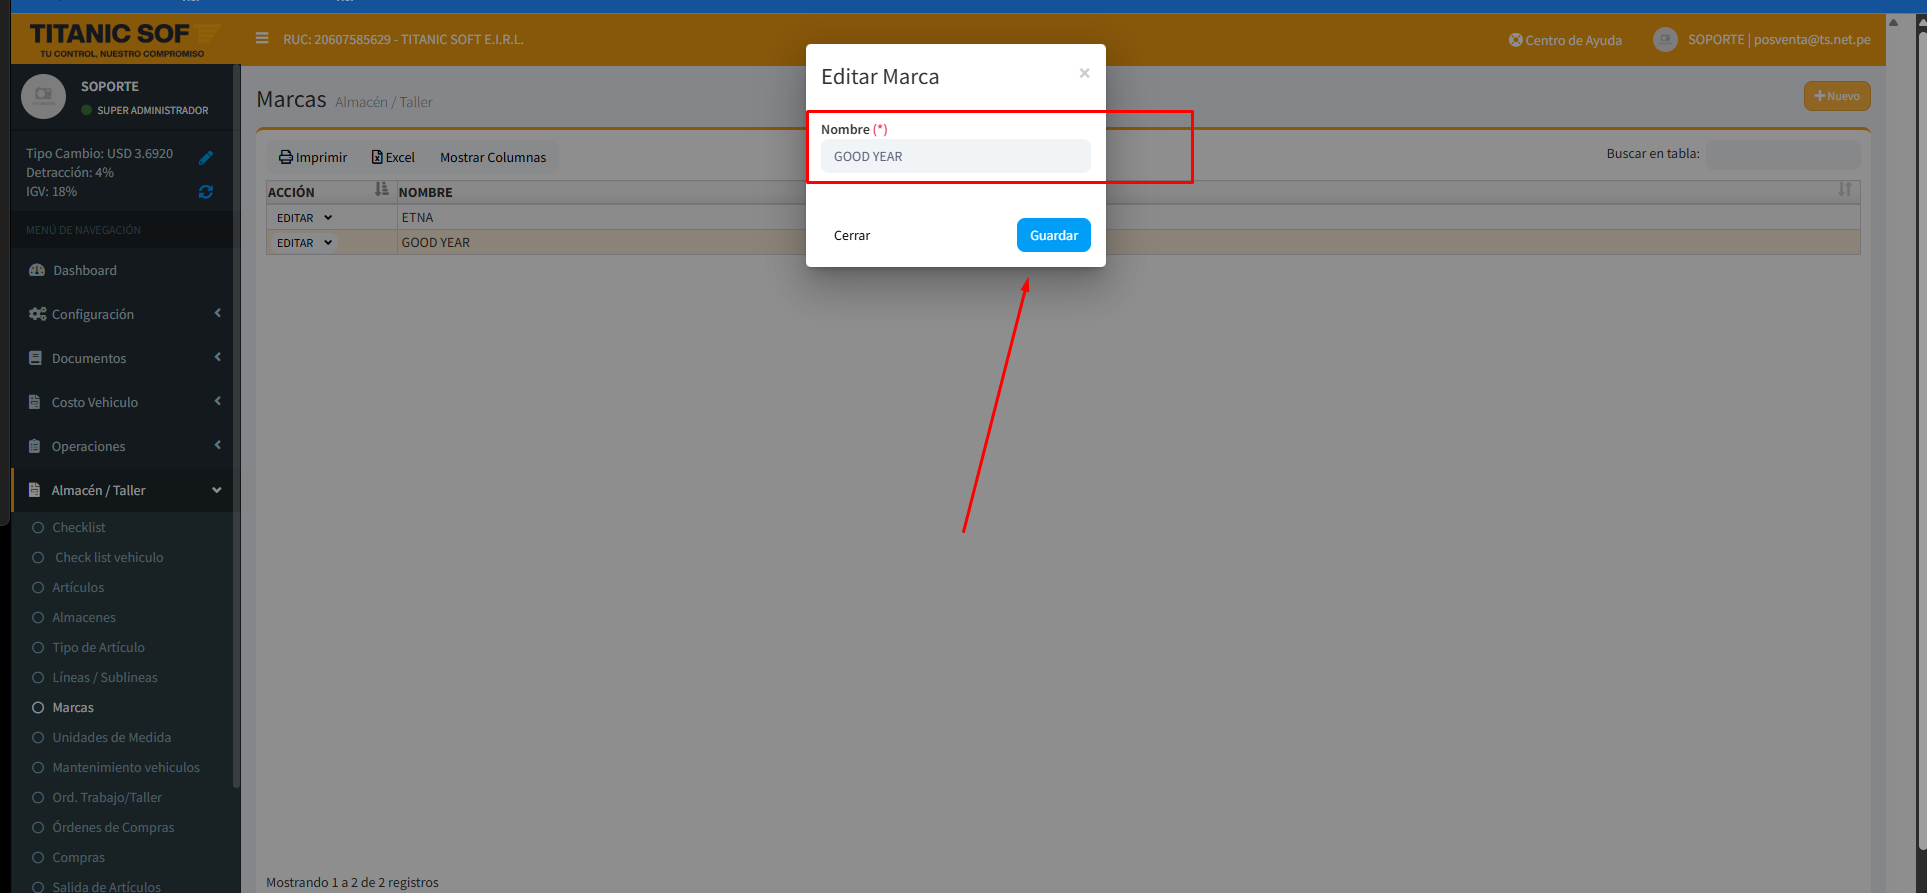 TITANIC SOF
TU CONTROL, NUESTRO COMPROMISO
RUC: 20607585629 - TITANIC SOFT E.I.R.L.
Centro de Ayuda
SOPORTE | posventa@ts.net.pe
SOPORTE
SUPER ADMINISTRADOR
Tipo Cambio: USD 3.6920
Detracción: 4%
IGV: 18%
MENÚ DE NAVEGACIÓN
Dashboard
Configuración
Documentos
Costo Vehiculo
Operaciones
Almacén / Taller
Checklist
Check list vehiculo
Artículos
Almacenes
Tipo de Artículo
Líneas / Sublineas
Marcas
Unidades de Medida
Mantenimiento vehiculos
Ord. Trabajo/Taller
Órdenes de Compras
Compras
Salida de Artículos
Marcas Almacén / Taller
Nuevo
Imprimir
Excel
Mostrar Columnas
Buscar en tabla:
ACCIÓN
NOMBRE
EDITAR
ETNA
EDITAR
GOOD YEAR
Mostrando 1 a 2 de 2 registros
Editar Marca
×
Nombre (*)
GOOD YEAR
Cerrar
Guardar